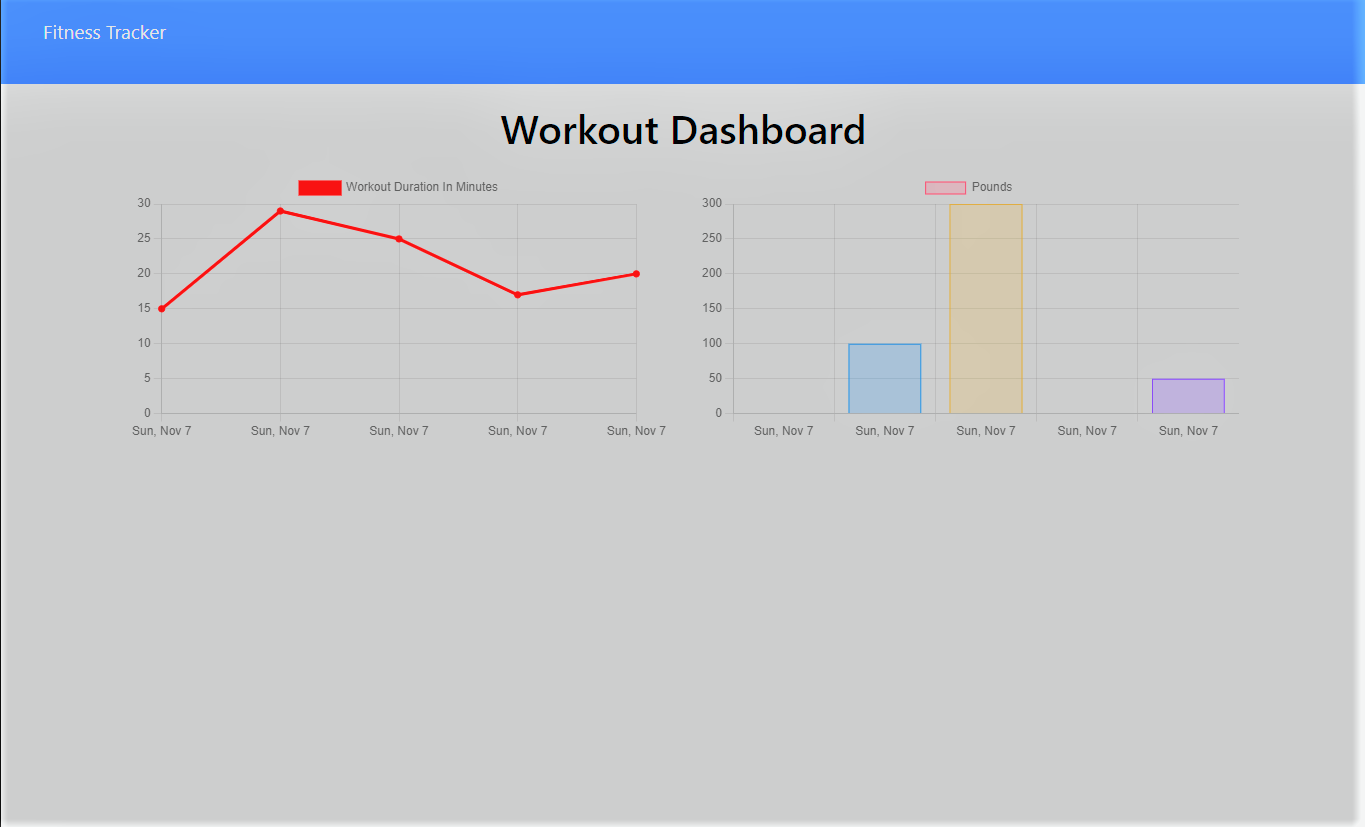 Fitness Tracker
Workout Dashboard
Workout Duration In Minutes
30
25
20
15
10
5
0
Sun, Nov 7 Sun, Nov 7 Sun, Nov 7 Sun, Nov 7 Sun, Nov 7
Pounds
300
250
200
150
100
50
0
Sun, Nov 7 Sun, Nov 7 Sun, Nov 7 Sun, Nov 7 Sun, Nov 7